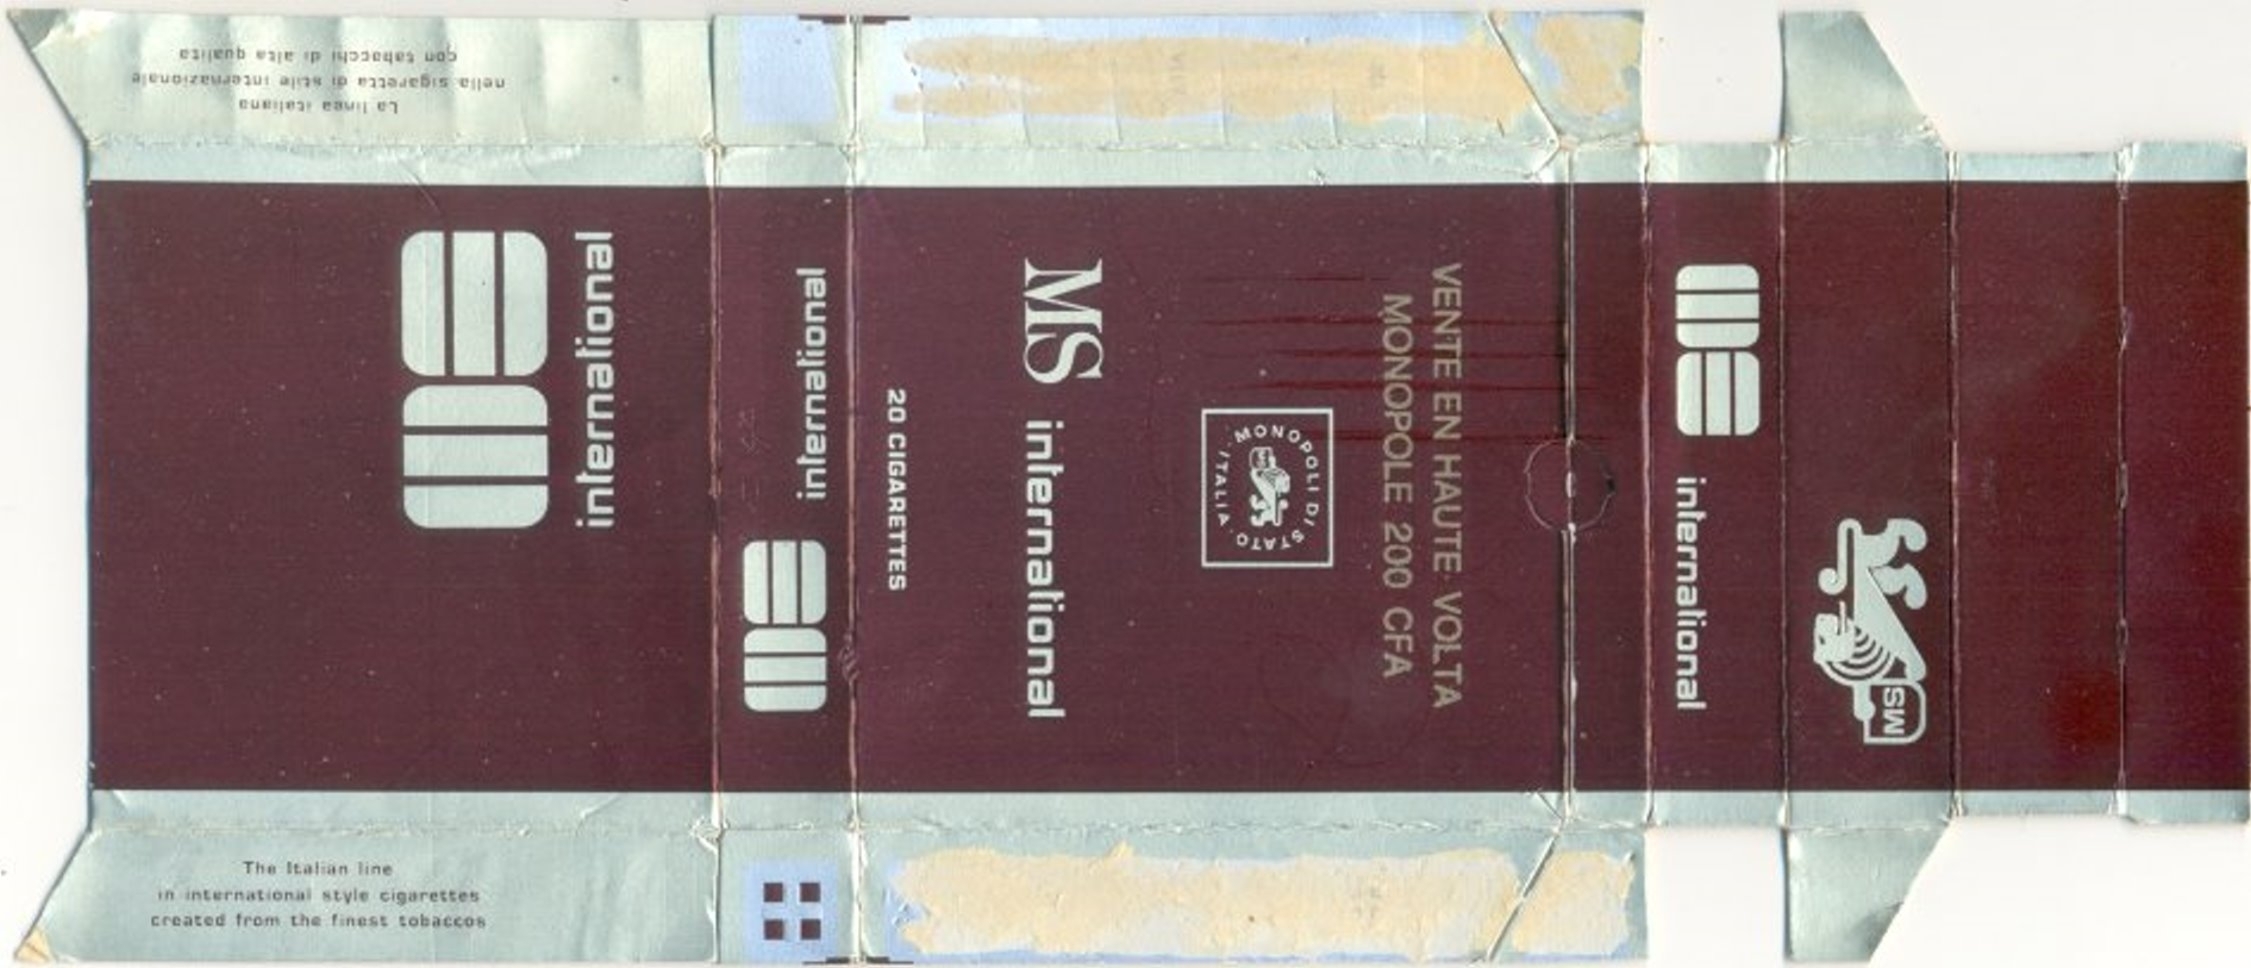 La linea italiana
nella sigaretta di stile internazionale
con tabacchi di alta qualita
international
international
20 CIGARETTES
MS international
MONOPOLI DI STATO
ITALIA
VENTE EN HAUTE-VOLTA
MONOPOLE 200 CFA
international
MS
The Italian line
in international style cigarettes
created from the finest tobaccos